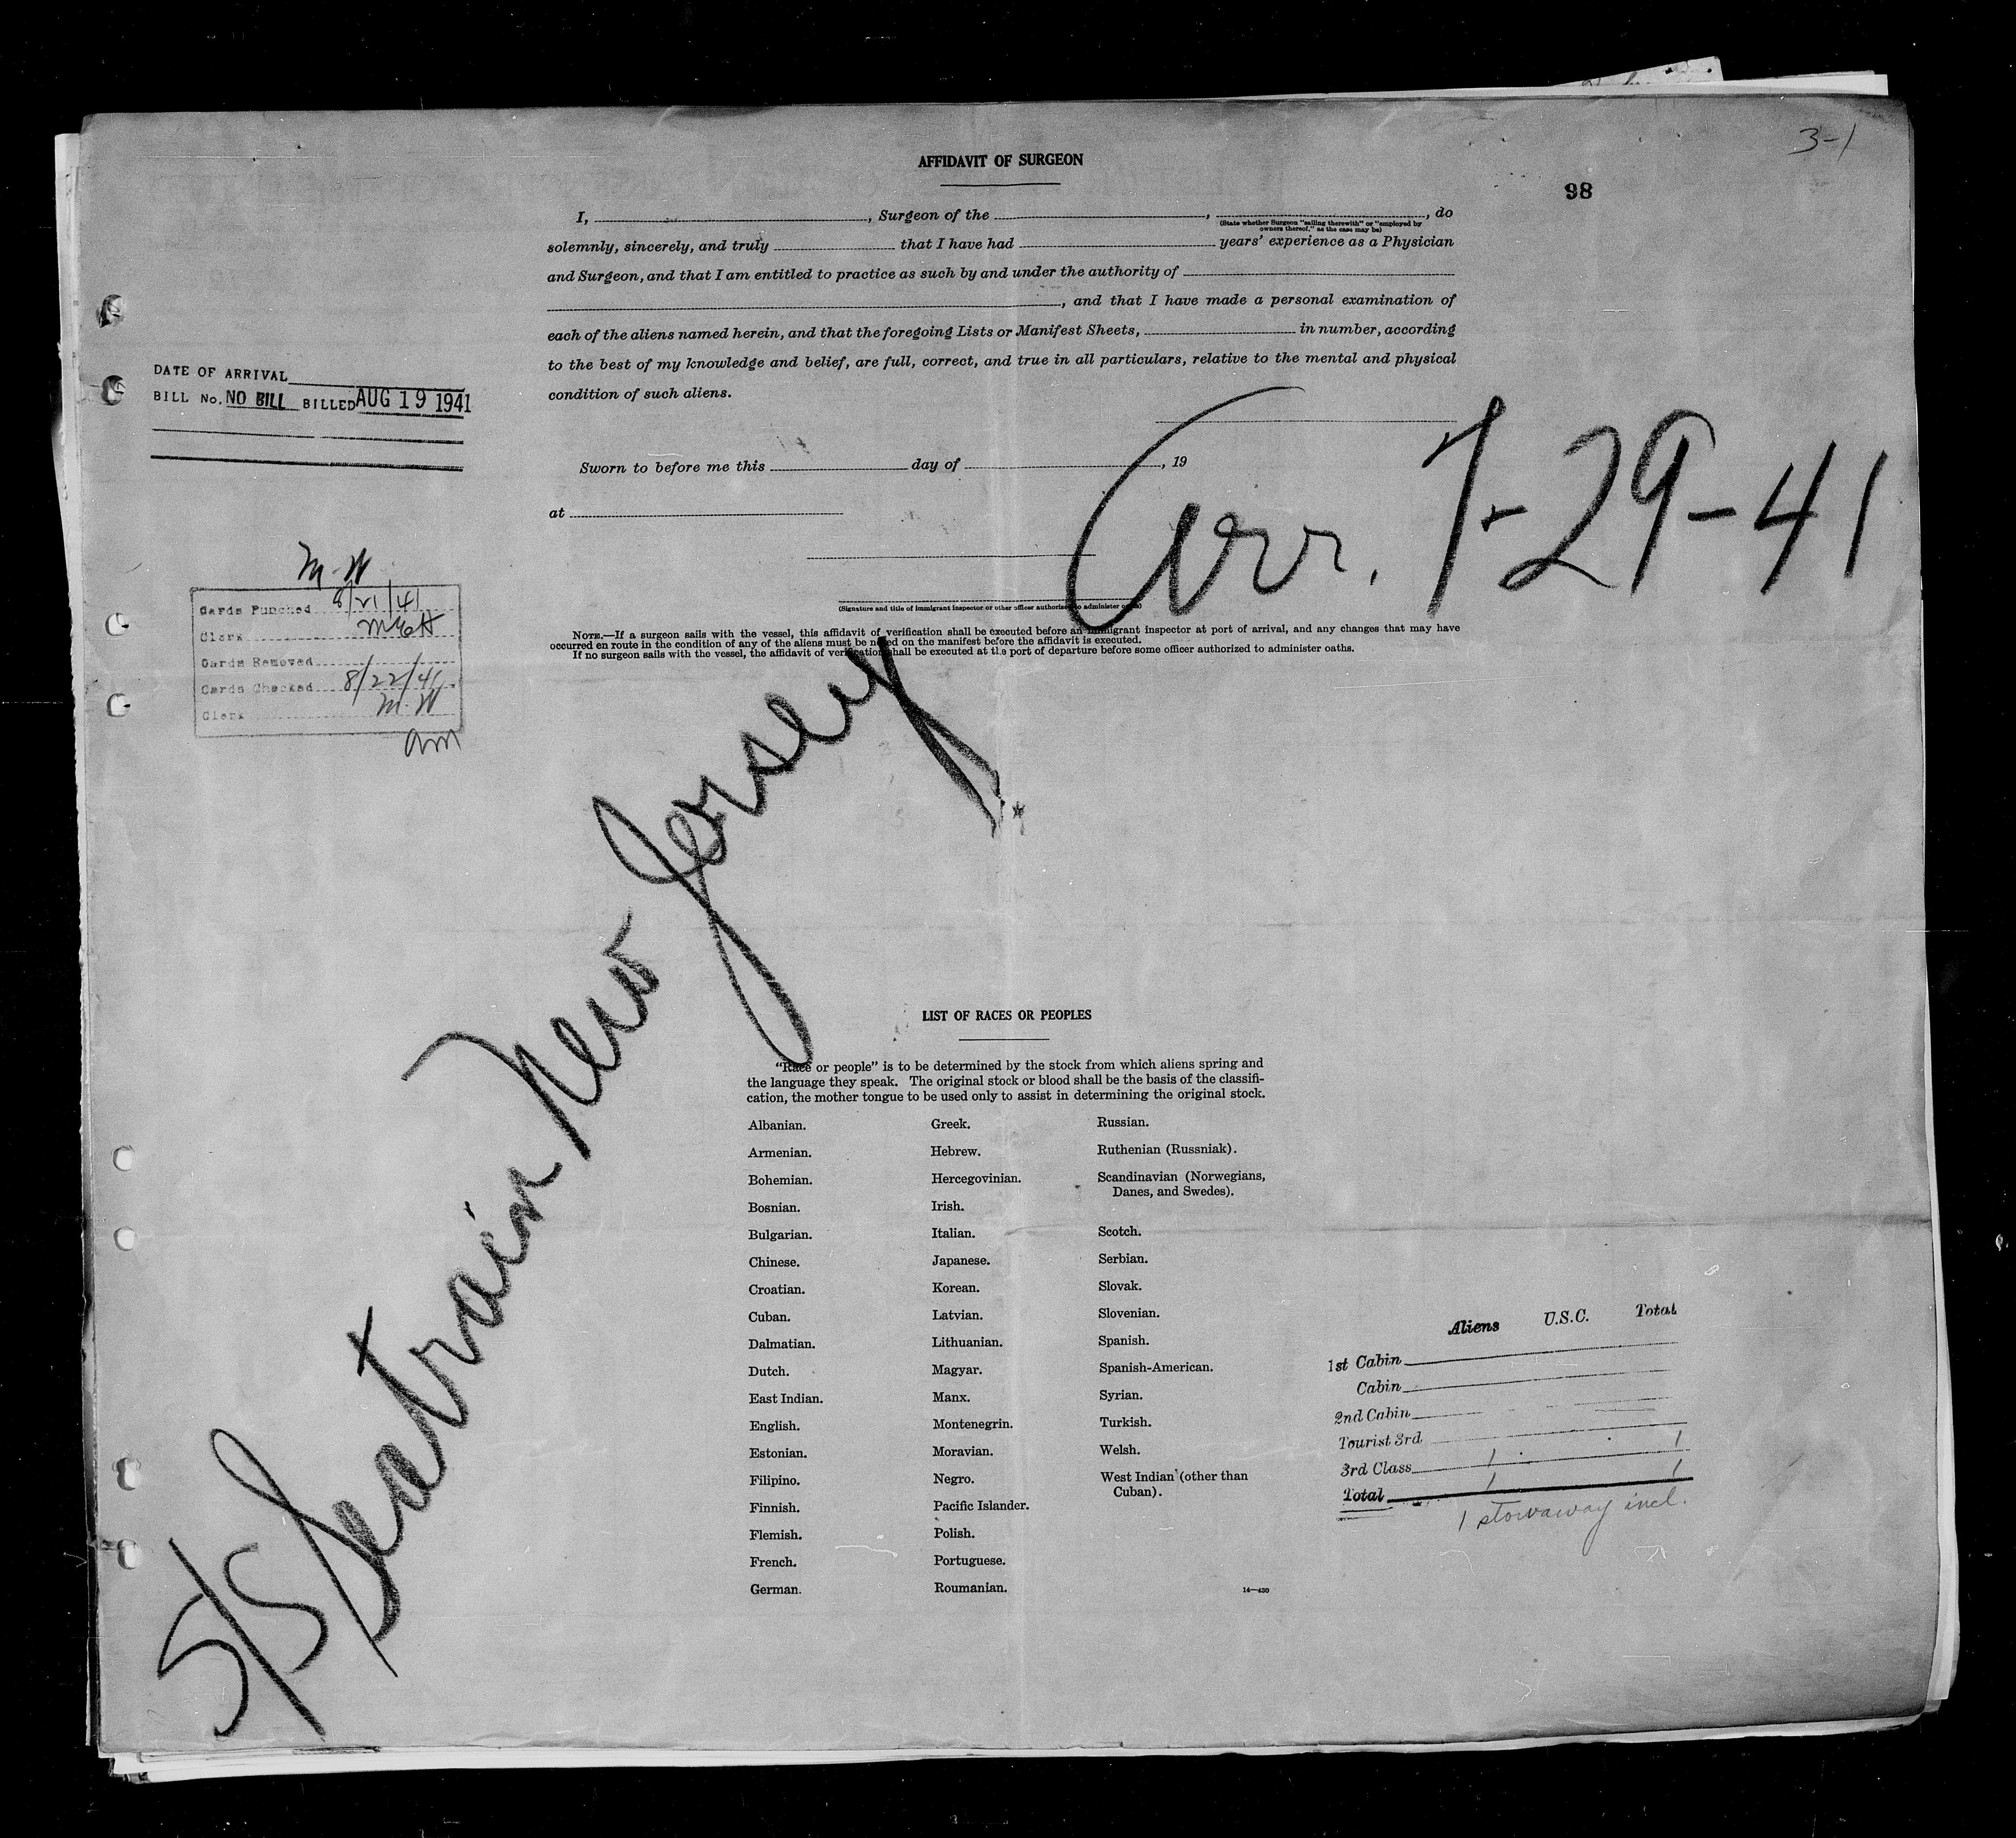 3-1
AFFIDAVIT OF SURGEON
98
I, , Surgeon of the , , do
(State whether Surgeon "sailing therewith" or "employed by
owners thereof," as the case may be)
solemnly, sincerely, and truly that I have had years' experience as a Physician
and Surgeon, and that I am entitled to practice as such by and under the authority of
, and that I have made a personal examination of
each of the aliens named herein, and that the foregoing Lists or Manifest Sheets, in number, according
to the best of my knowledge and belief, are full, correct, and true in all particulars, relative to the mental and physical
condition of such aliens.
DATE OF ARRIVAL
BILL No. NO BILL BILLED AUG 19 1941
Sworn to before me this day of , 19
at
Arr. 7-29-41
(Signature and title of immigrant inspector or other officer authorized to administer oaths)
NOTE.—If a surgeon sails with the vessel, this affidavit of verification shall be executed before an immigrant inspector at port of arrival, and any changes that may have
occurred en route in the condition of any of the aliens must be noted on the manifest before the affidavit is executed.
If no surgeon sails with the vessel, the affidavit of verification shall be executed at the port of departure before some officer authorized to administer oaths.
M-W
Cards Punched 8/21/41
Clerk
Cards Removed
Cards Checked 8/22/41
Clerk M-W
am
S/S Seatrain New Jersey
LIST OF RACES OR PEOPLES
"Race or people" is to be determined by the stock from which aliens spring and
the language they speak. The original stock or blood shall be the basis of the classifi-
cation, the mother tongue to be used only to assist in determining the original stock.
Albanian.
Armenian.
Bohemian.
Bosnian.
Bulgarian.
Chinese.
Croatian.
Cuban.
Dalmatian.
Dutch.
East Indian.
English.
Estonian.
Filipino.
Finnish.
Flemish.
French.
German.
Greek.
Hebrew.
Hercegovinian.
Irish.
Italian.
Japanese.
Korean.
Latvian.
Lithuanian.
Magyar.
Manx.
Montenegrin.
Moravian.
Negro.
Pacific Islander.
Polish.
Portuguese.
Roumanian.
Russian.
Ruthenian (Russniak).
Scandinavian (Norwegians,
Danes, and Swedes).
Scotch.
Serbian.
Slovak.
Slovenian.
Spanish.
Spanish-American.
Syrian.
Turkish.
Welsh.
West Indian (other than
Cuban).
14—430
Aliens U.S.C. Total
1st Cabin
Cabin
2nd Cabin
Tourist 3rd
3rd Class 1 1
Total 1 1
1 stowaway incl.